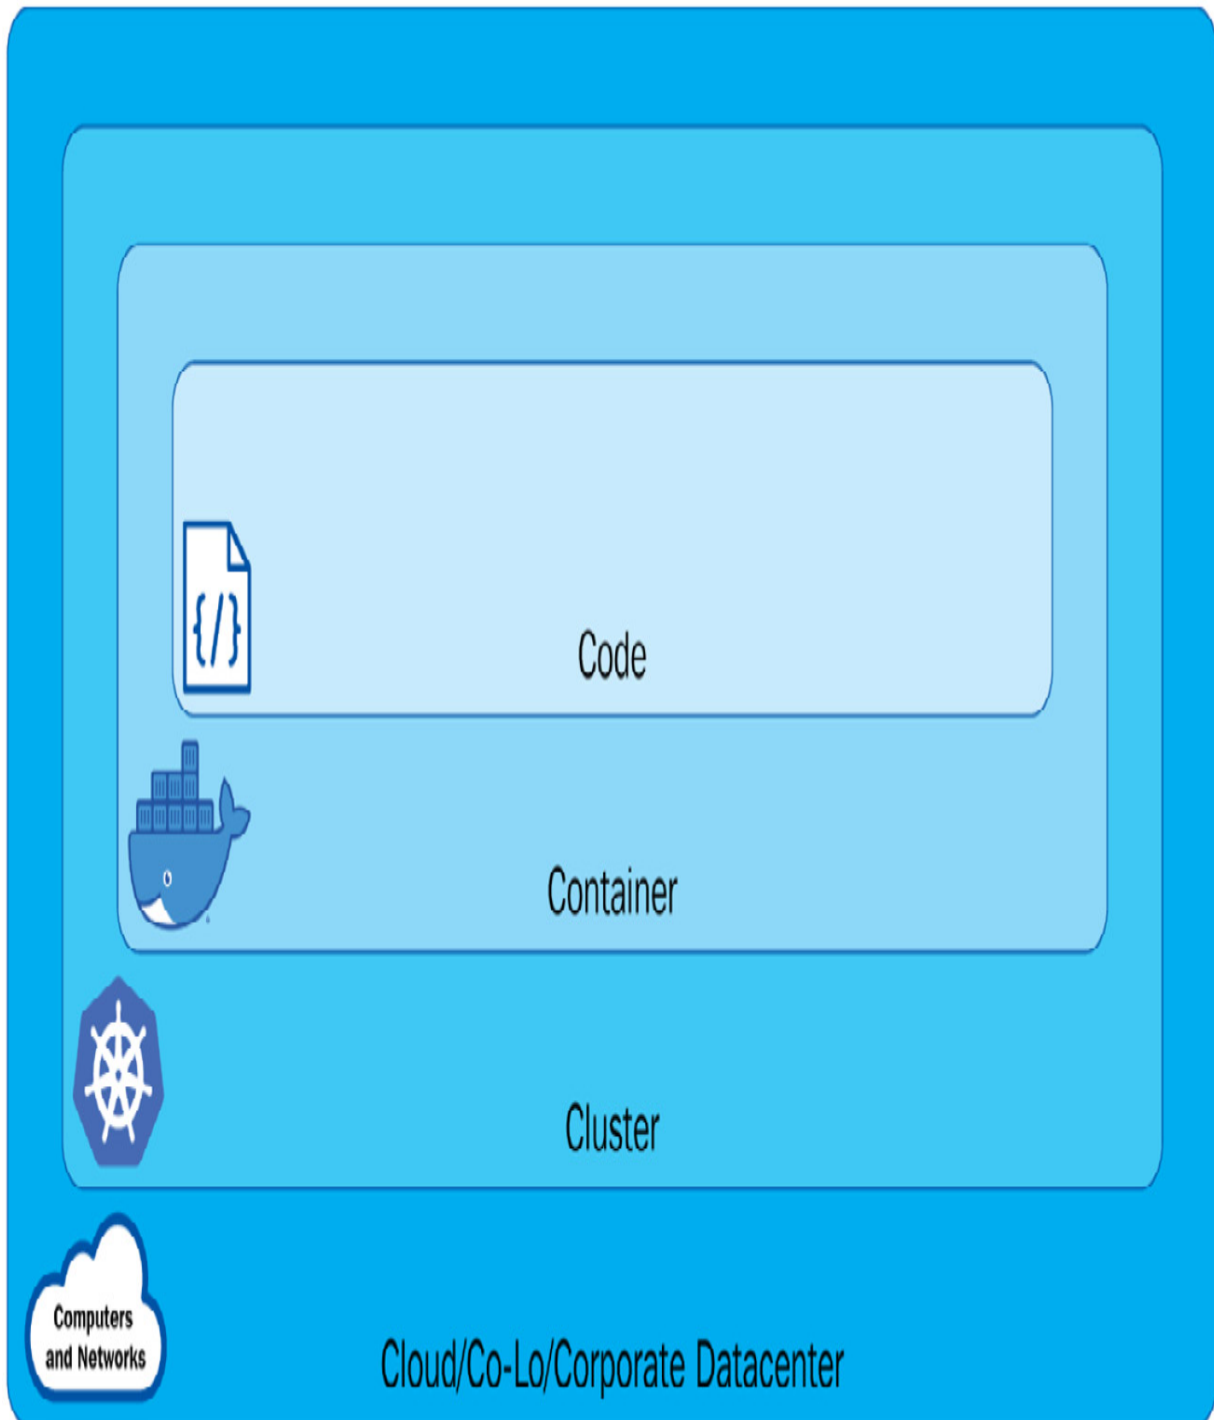 {/}
Code
Container
Cluster
Computers
and Networks
Cloud/Co-Lo/Corporate Datacenter